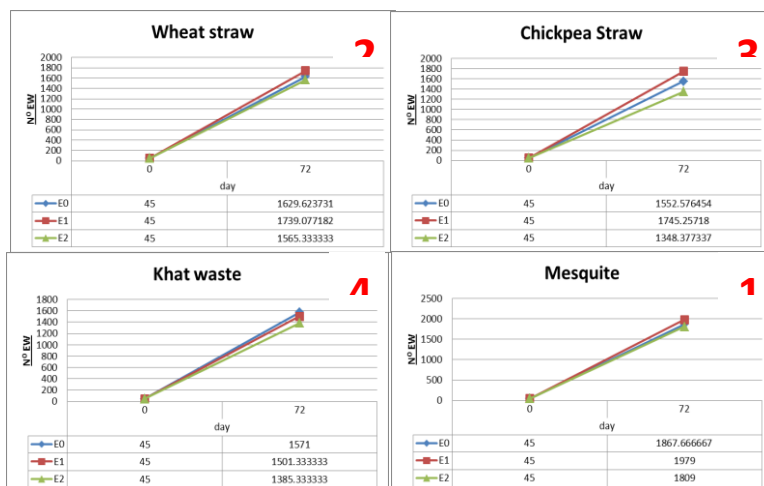 Wheat straw
2
2000
1800
1600
1400
1200
1000
800
600
400
200
0
Nº EW
0 72
day
E0 45 1629.623731
E1 45 1739.077182
E2 45 1565.333333
Chickpea Straw
3
2000
1800
1600
1400
1200
1000
800
600
400
200
0
Nº EW
0 72
day
E0 45 1552.576454
E1 45 1745.25718
E2 45 1348.377337
Khat waste
4
1800
1600
1400
1200
1000
800
600
400
200
0
Nº EW
0 72
day
E0 45 1571
E1 45 1501.333333
E2 45 1385.333333
Mesquite
1
2500
2000
1500
1000
500
0
Nº EW
0 72
day
E0 45 1867.666667
E1 45 1979
E2 45 1809